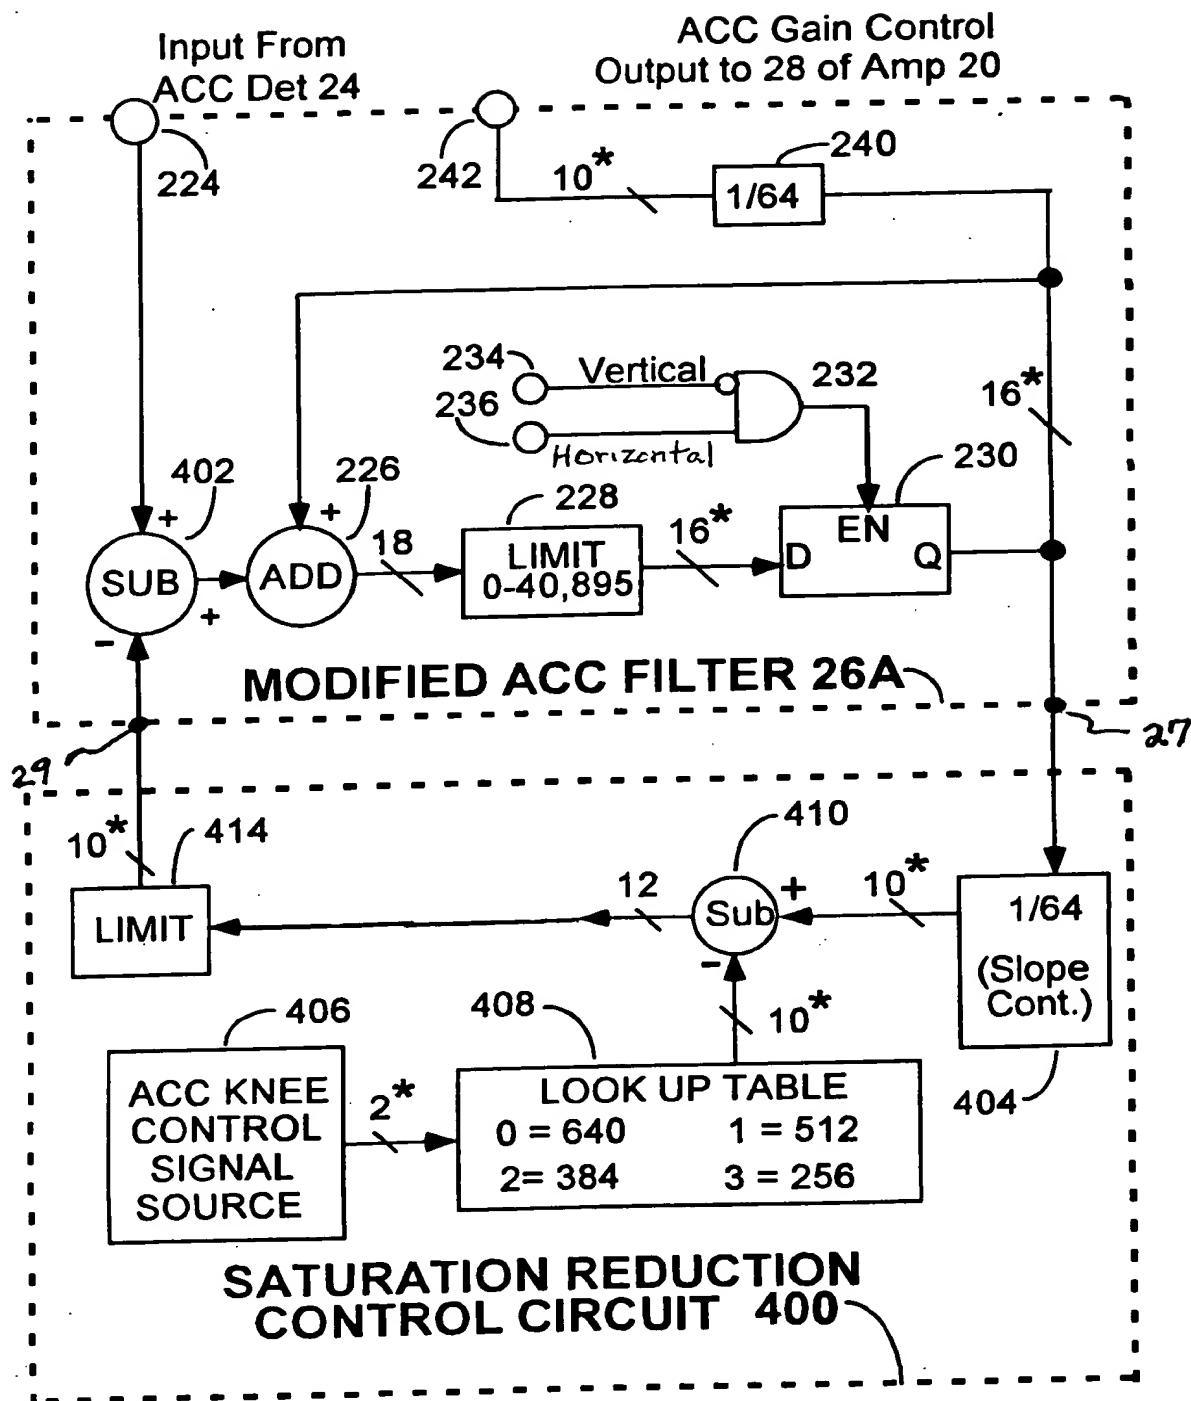 Input From
ACC Det 24
ACC Gain Control
Output to 28 of Amp 20
224
242
10*
240
1/64
234
Vertical
232
16*
236
Horizontal
402
226
228
230
+
+
18
LIMIT
0-40,895
16*
EN
D
Q
SUB
ADD
+
-
MODIFIED ACC FILTER 26A
29
27
10*
414
410
12
+
10*
LIMIT
Sub
1/64
(Slope
Cont.)
-
406
408
10*
404
ACC KNEE
CONTROL
SIGNAL
SOURCE
2*
LOOK UP TABLE
0 = 640 1 = 512
2= 384 3 = 256
SATURATION REDUCTION
CONTROL CIRCUIT 400